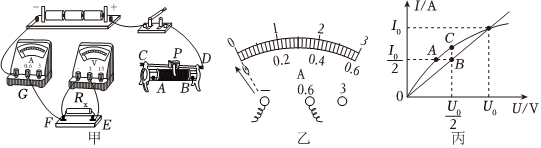 − +
A
0.6 3
V
3 15
G
C P D
A B
R_x
F E
甲
0 1 2 3
0.2 0.4 0.6
A
− 0.6 3
乙
I/A
I₀
I₀/2
A C B
0 U₀/2 U₀ U/V
丙